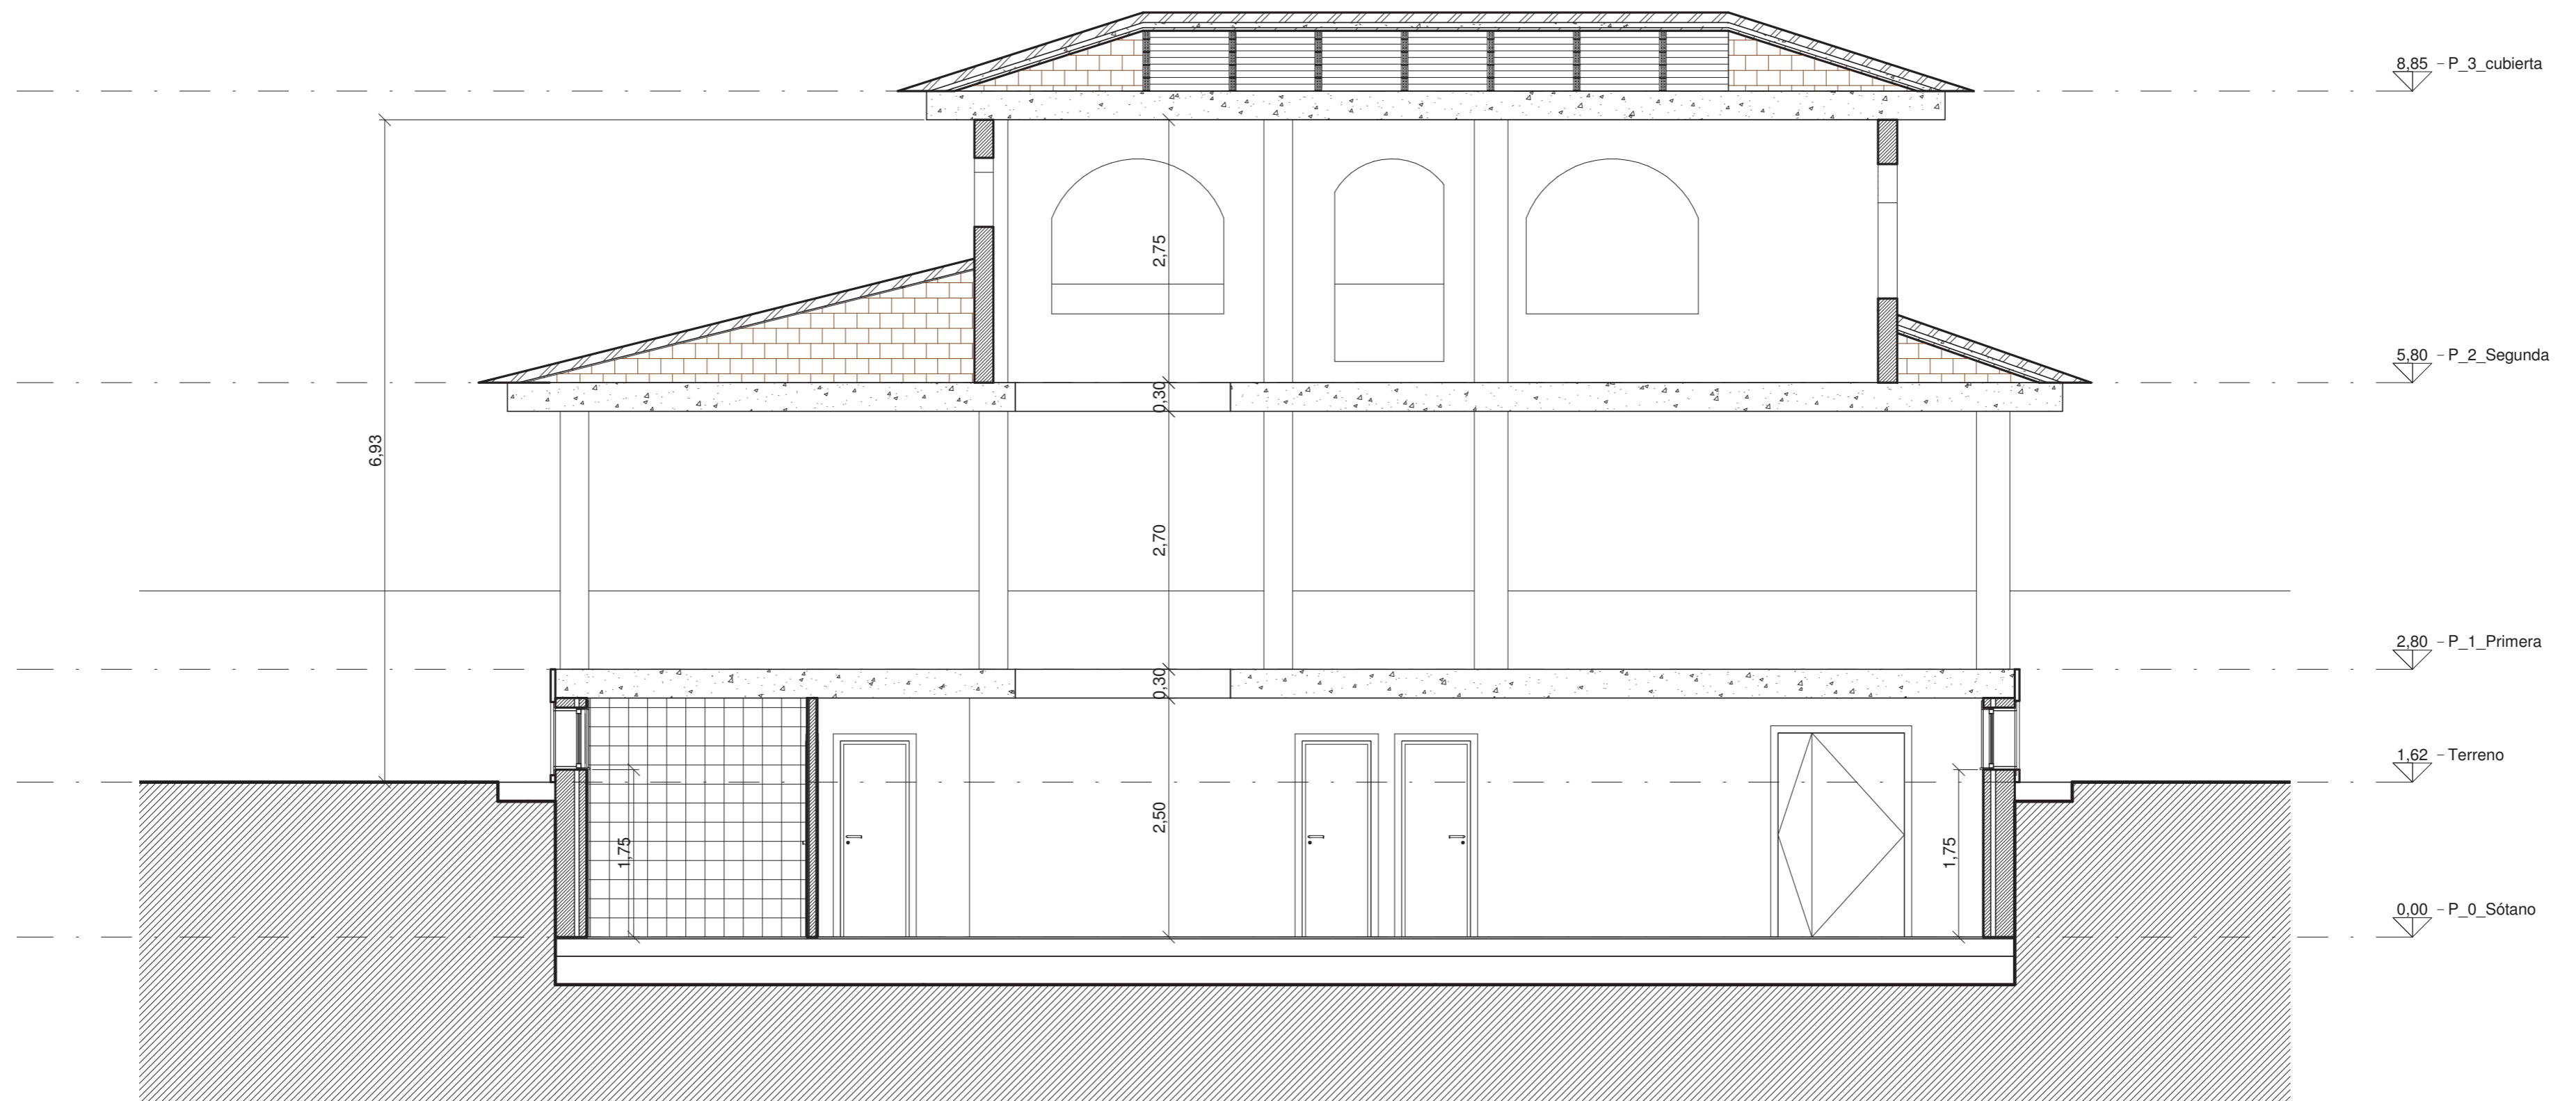 8,85 – P_3_cubierta
2,75
5,80 – P_2_Segunda
0,30
6,93
2,70
2,80 – P_1_Primera
0,30
1,62 – Terreno
2,50
1,75
1,75
0,00 – P_0_Sótano